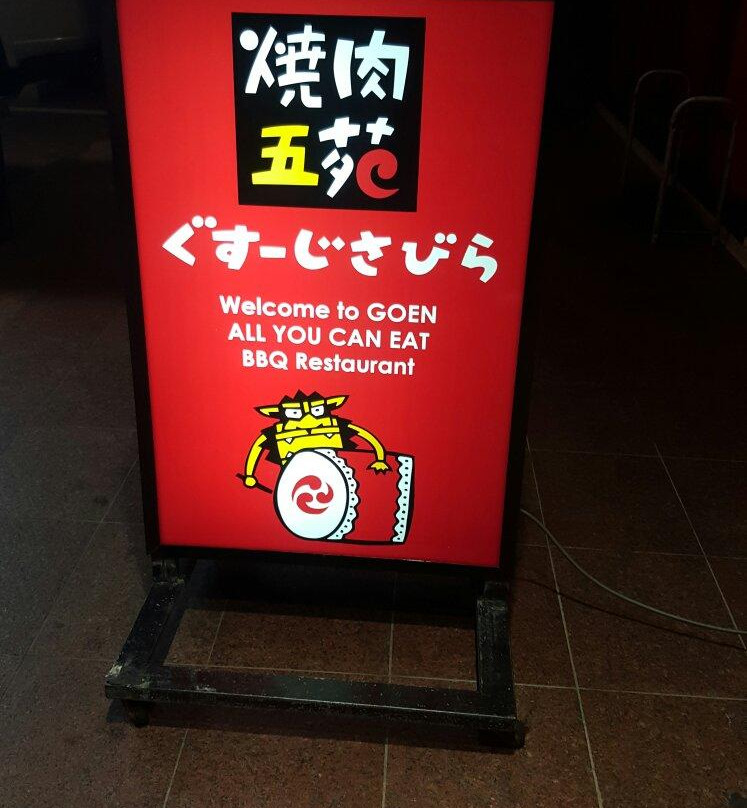 焼肉
五苑
ぐすーじさびら
Welcome to GOEN
ALL YOU CAN EAT
BBQ Restaurant